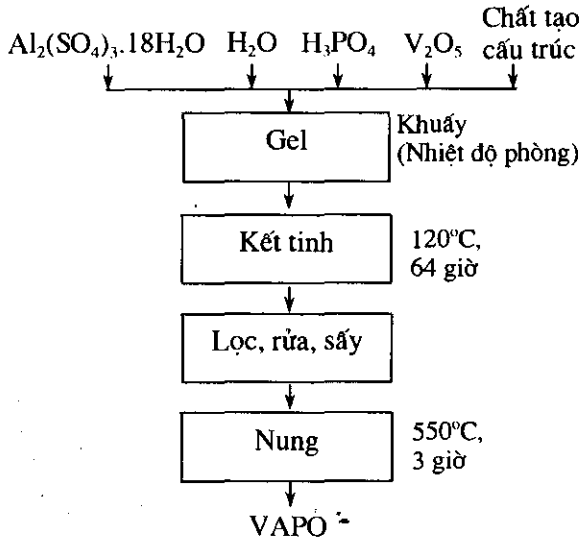 Al₂(SO₄)₃.18H₂O H₂O H₃PO₄ V₂O₅ Chất tạo
cấu trúc
Gel
Khuấy
(Nhiệt độ phòng)
Kết tinh
120°C,
64 giờ
Lọc, rửa, sấy
Nung
550°C,
3 giờ
VAPO